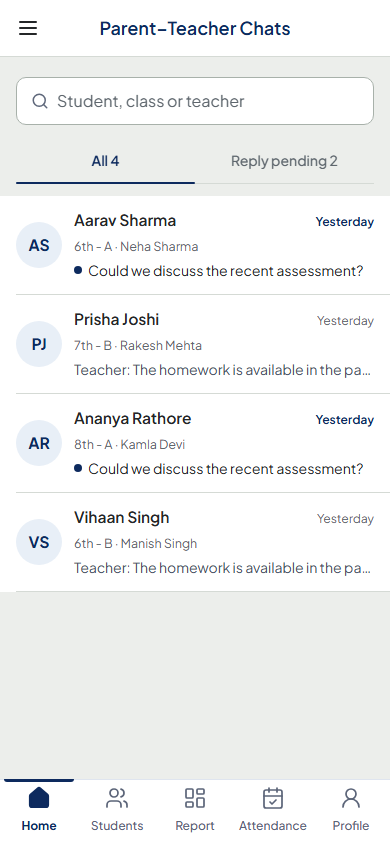 Parent–Teacher Chats
Student, class or teacher
All 4
Reply pending 2
AS
Aarav Sharma
Yesterday
6th - A · Neha Sharma
Could we discuss the recent assessment?
PJ
Prisha Joshi
Yesterday
7th - B · Rakesh Mehta
Teacher: The homework is available in the pa...
AR
Ananya Rathore
Yesterday
8th - A · Kamla Devi
Could we discuss the recent assessment?
VS
Vihaan Singh
Yesterday
6th - B · Manish Singh
Teacher: The homework is available in the pa...
Home
Students
Report
Attendance
Profile